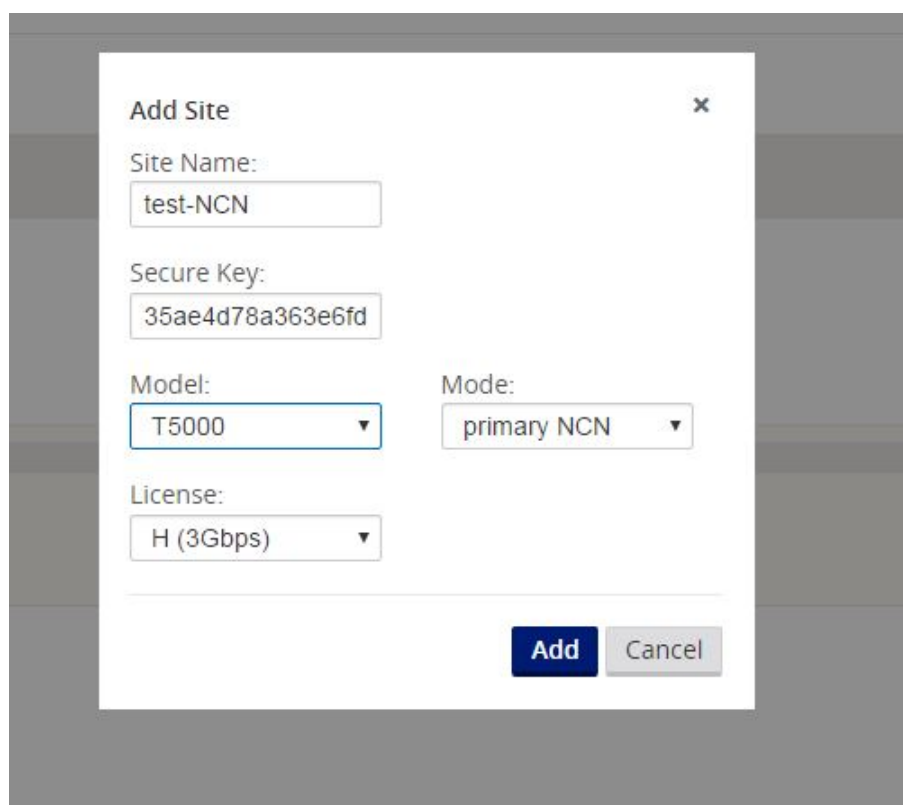 Add Site
Site Name:
test-NCN
Secure Key:
35ae4d78a363e6fd
Model: Mode:
T5000 primary NCN
License:
H (3Gbps)
Add Cancel